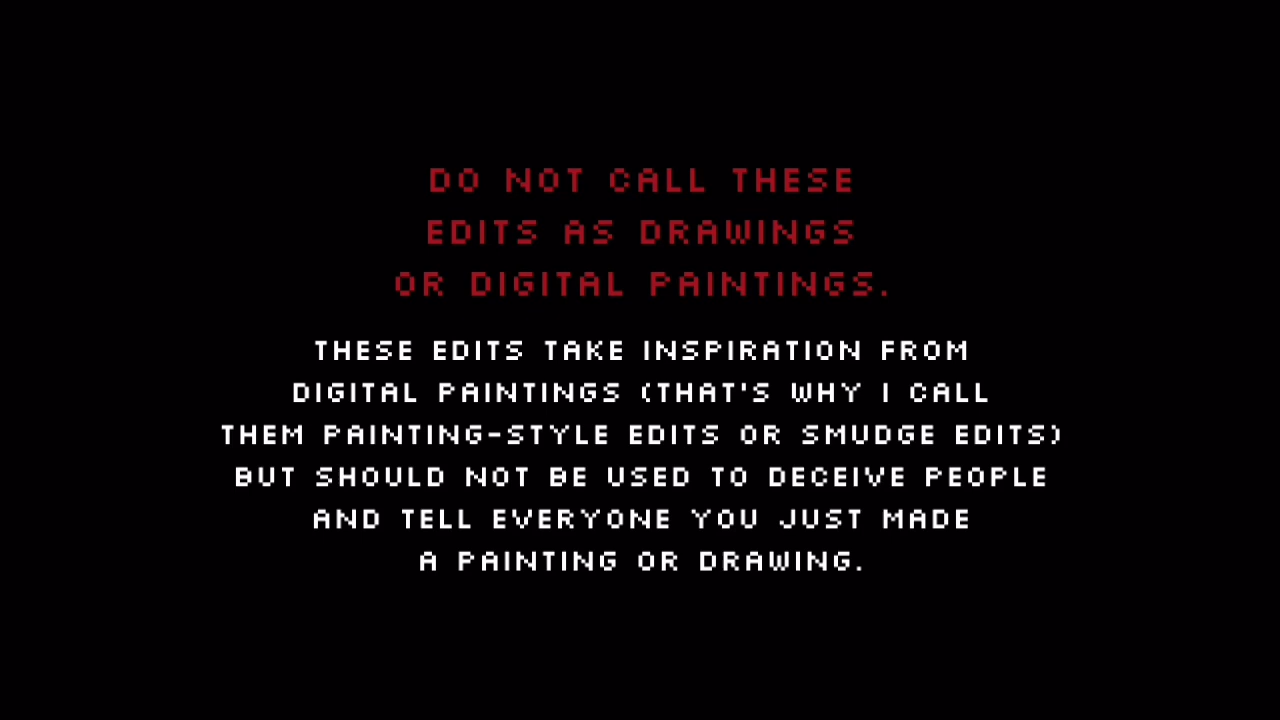 DO NOT CALL THESE
EDITS AS DRAWINGS
OR DIGITAL PAINTINGS.
THESE EDITS TAKE INSPIRATION FROM
DIGITAL PAINTINGS (THAT'S WHY I CALL
THEM PAINTING-STYLE EDITS OR SMUDGE EDITS)
BUT SHOULD NOT BE USED TO DECEIVE PEOPLE
AND TELL EVERYONE YOU JUST MADE
A PAINTING OR DRAWING.